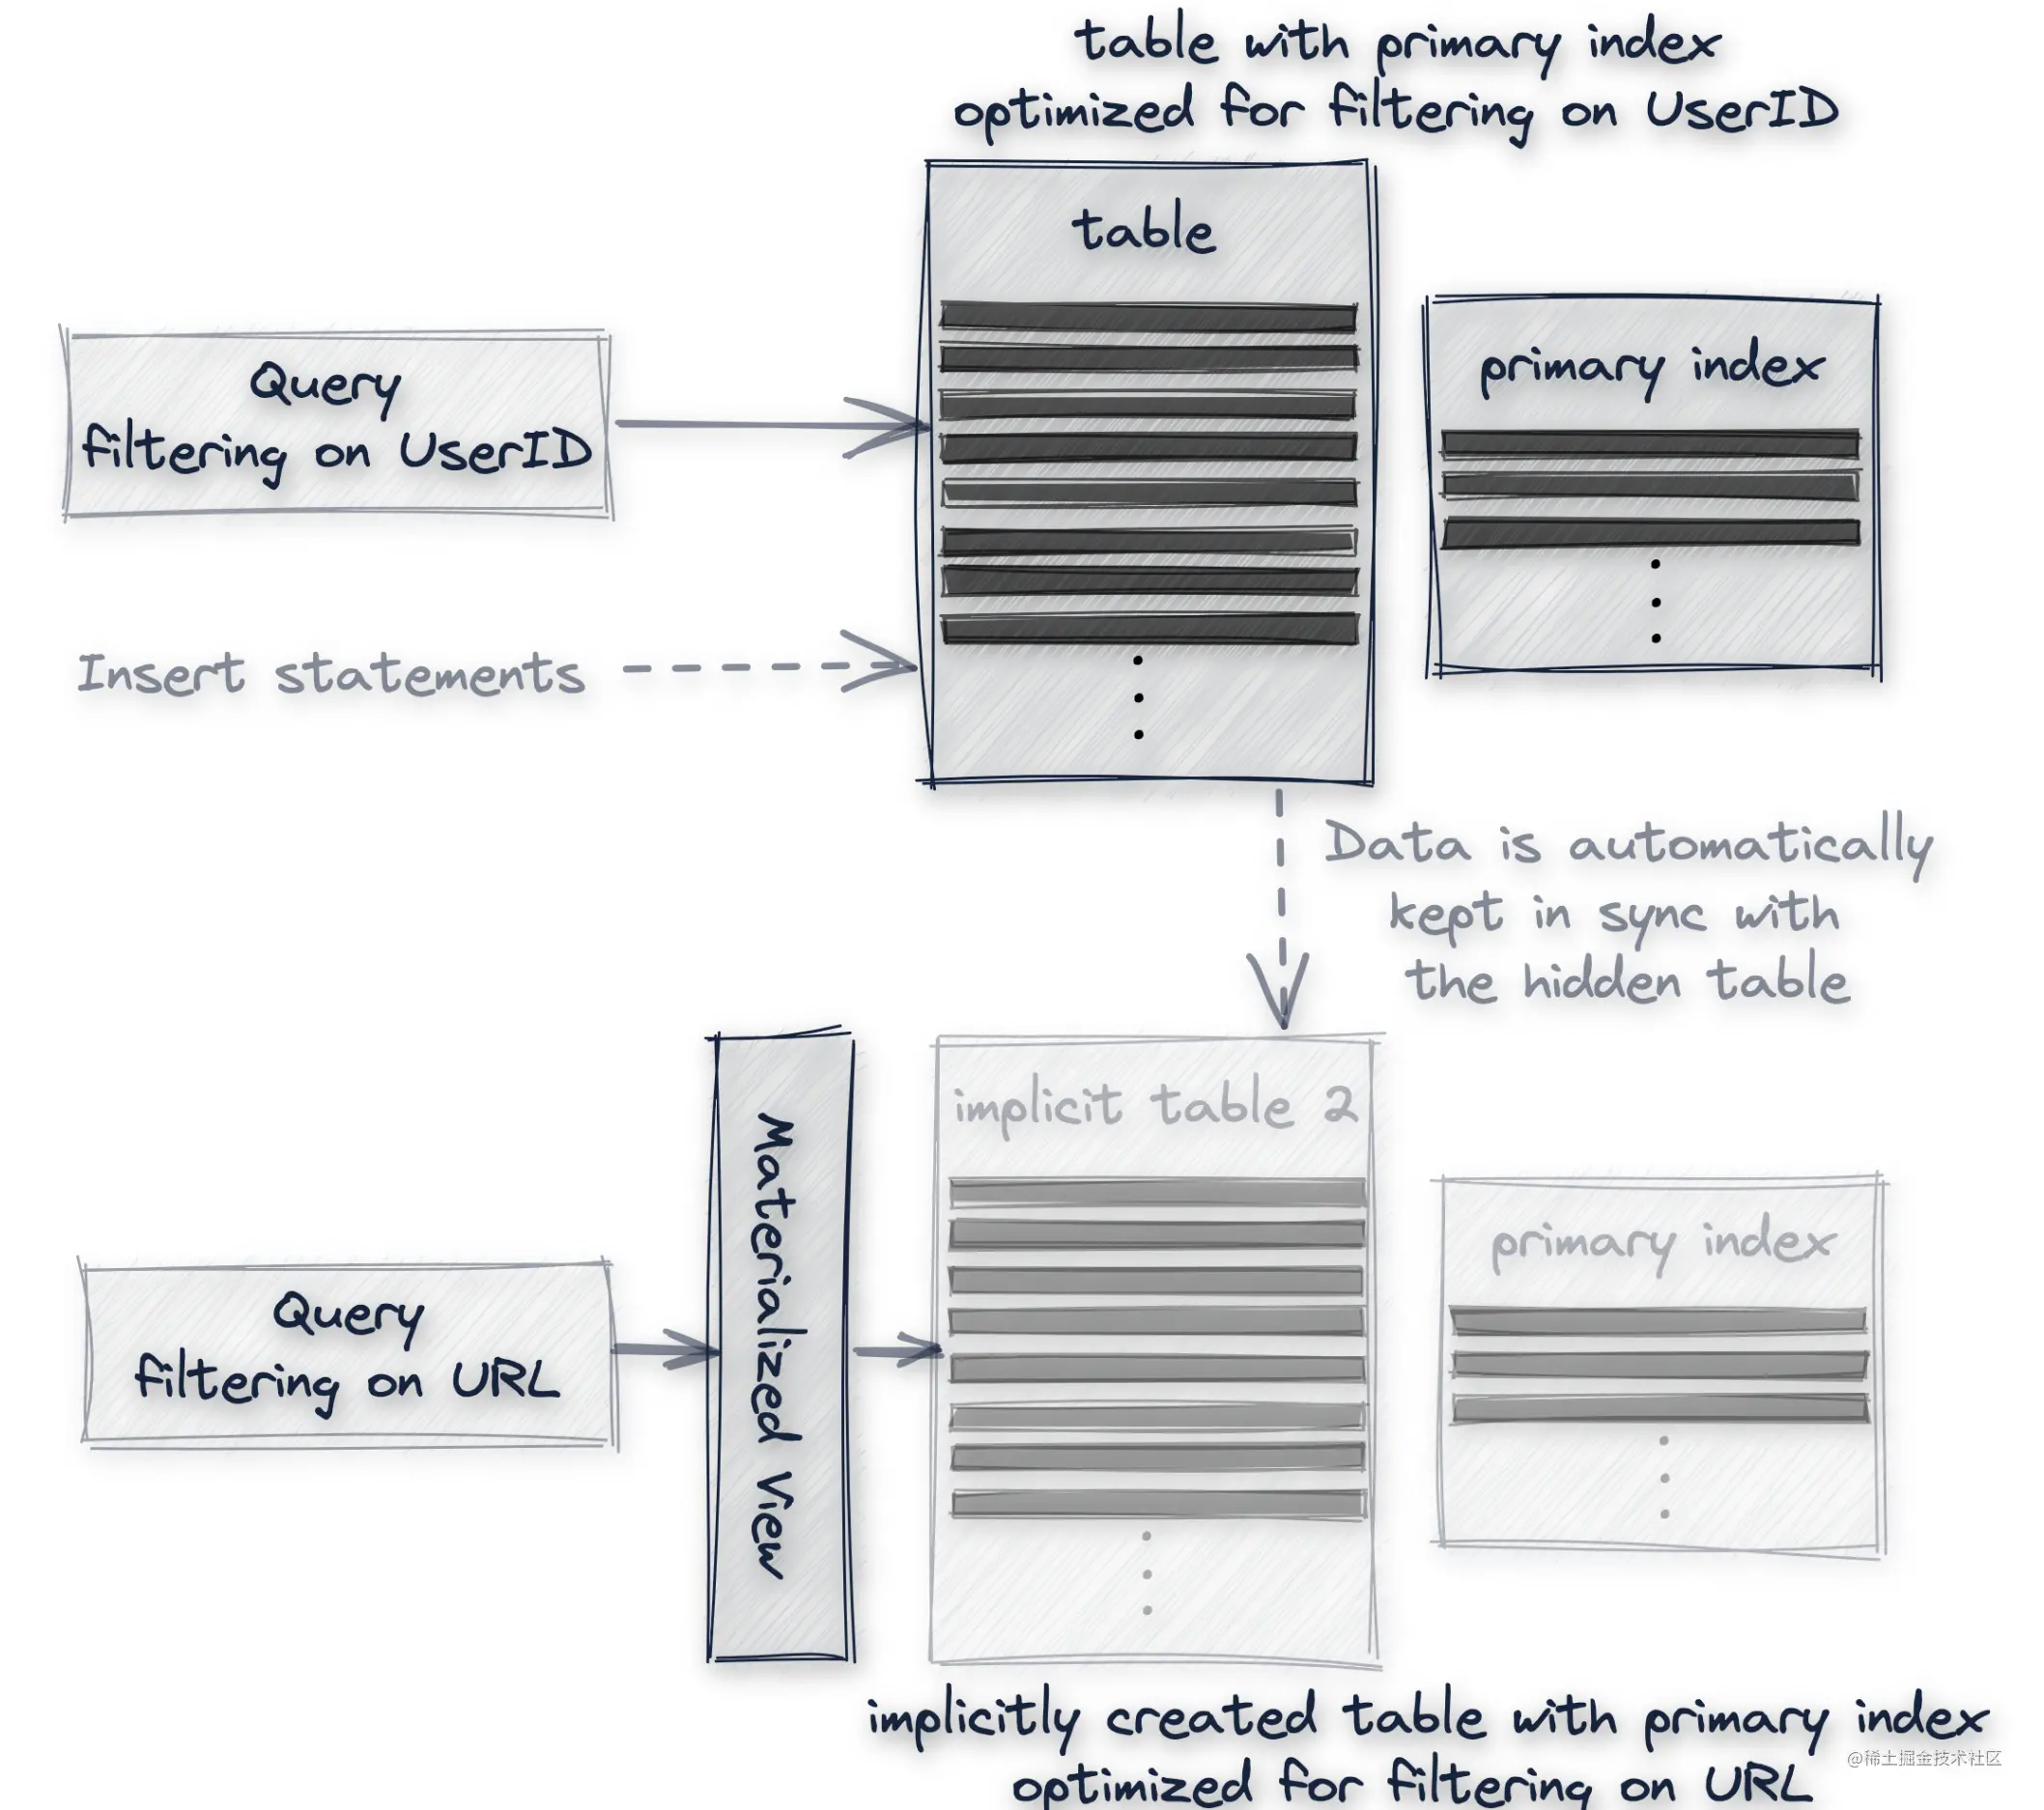 table with primary index
optimized for filtering on UserID
table
primary index
Query
filtering on UserID
Insert statements
Data is automatically
kept in sync with
the hidden table
implicit table 2
primary index
Materialized View
Query
filtering on URL
implicitly created table with primary index
optimized for filtering on URL
@稀土掘金技术社区